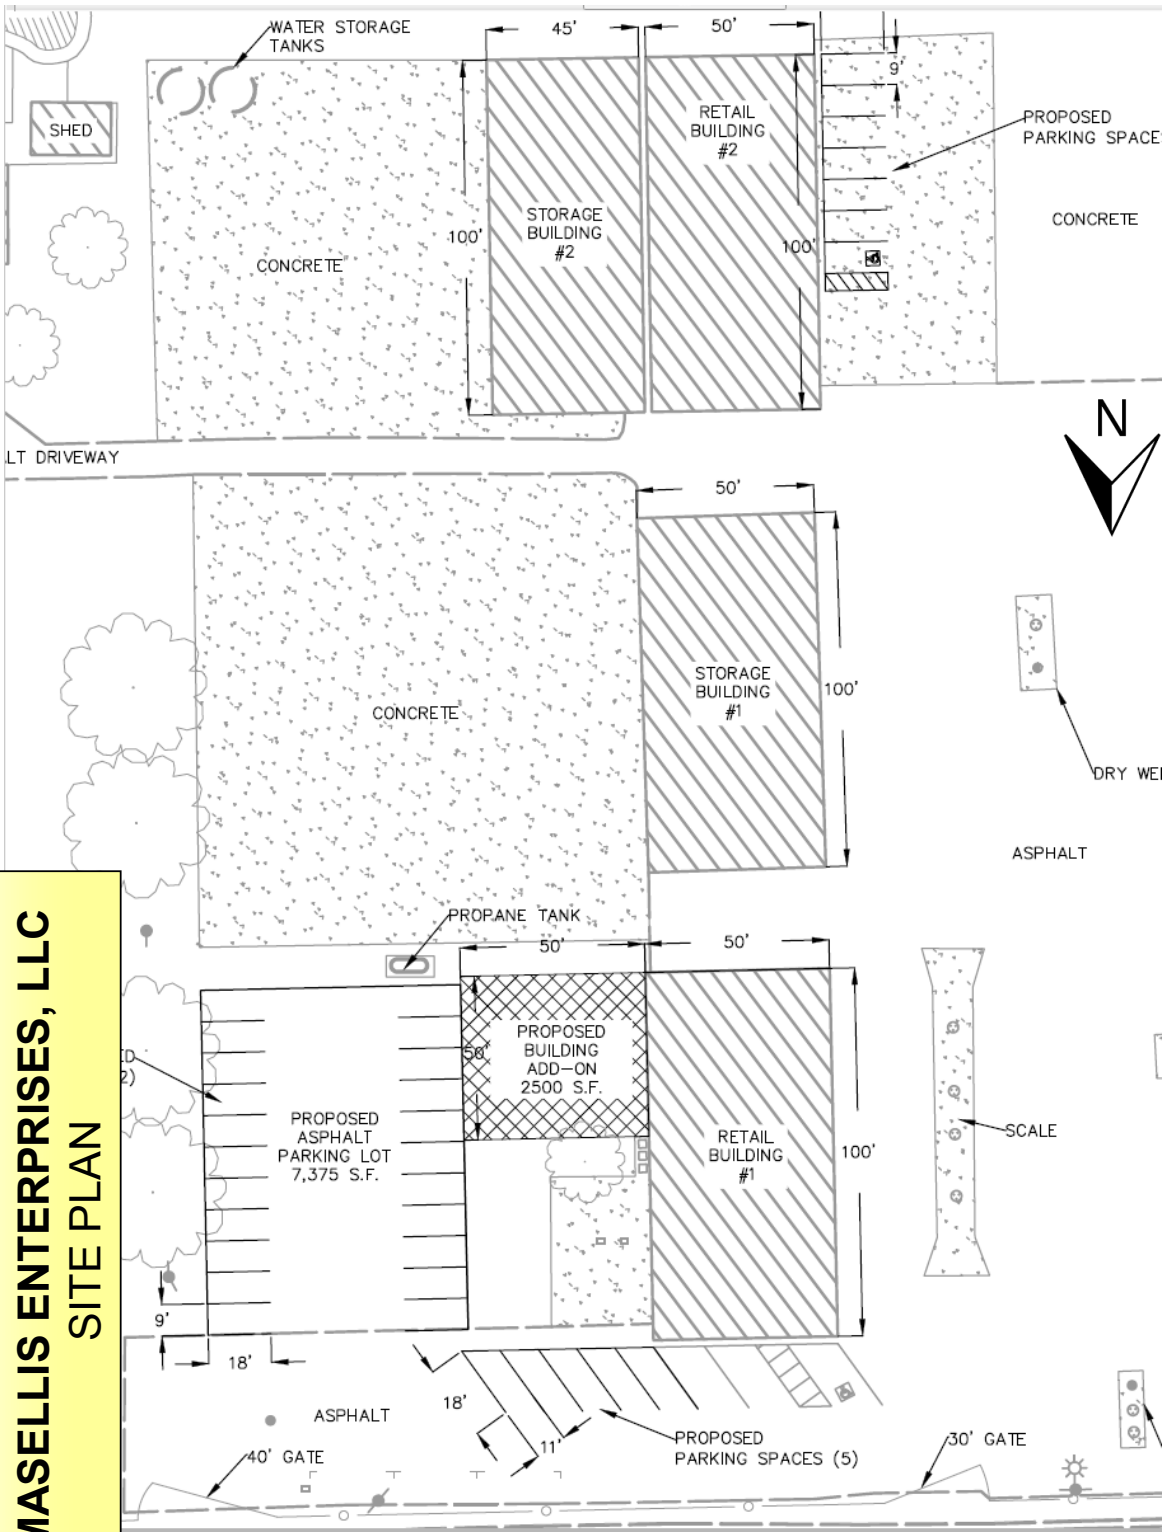 WATER STORAGE
TANKS
45'
50'
9'
SHED
RETAIL
BUILDING
#2
PROPOSED
PARKING SPACES
100'
STORAGE
BUILDING
#2
100'
CONCRETE
CONCRETE
N
LT DRIVEWAY
50'
STORAGE
BUILDING
#1
100'
CONCRETE
DRY WEL
ASPHALT
PROPANE TANK
50'
50'
PROPOSED
BUILDING
ADD-ON
2500 S.F.
50'
ED
2)
PROPOSED
ASPHALT
PARKING LOT
7,375 S.F.
RETAIL
BUILDING
#1
100'
SCALE
9'
18'
18'
11'
ASPHALT
PROPOSED
PARKING SPACES (5)
40' GATE
30' GATE
MASELLIS ENTERPRISES, LLC
SITE PLAN